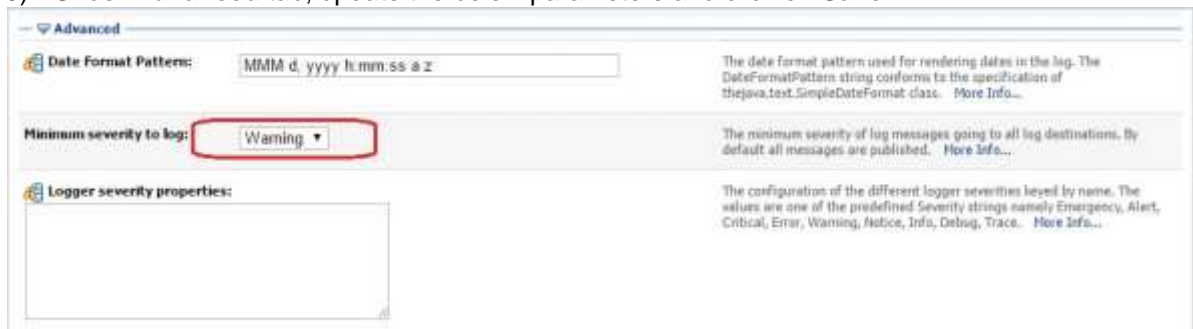 Advanced
Date Format Pattern:
MMM d, yyyy h:mm:ss a z
The date format pattern used for rendering dates in the log. The
DateFormatPattern string conforms to the specification of
thejava.text.SimpleDateFormat class. More Info...
Minimum severity to log:
Warning
The minimum severity of log messages going to all log destinations. By
default all messages are published. More Info...
Logger severity properties:
The configuration of the different logger severities keyed by name. The
values are one of the predefined Severity strings namely Emergency, Alert,
Critical, Error, Warning, Notice, Info, Debug, Trace. More Info...